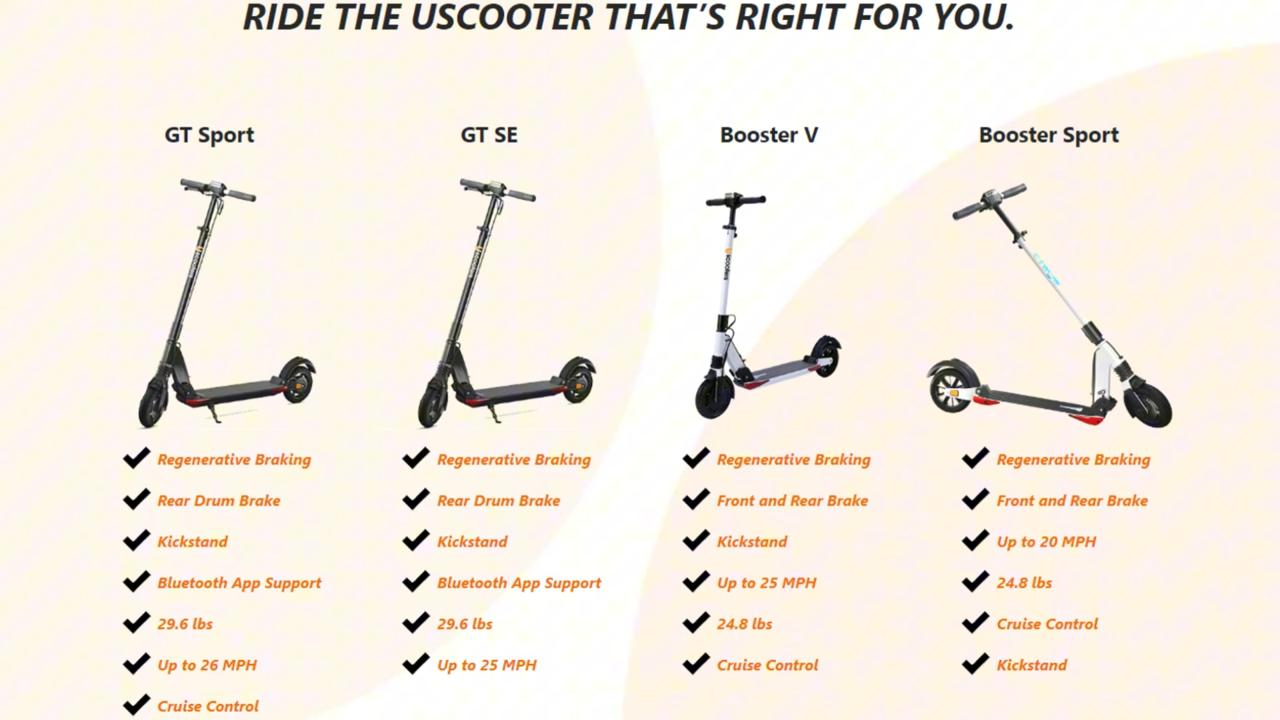 RIDE THE USCOOTER THAT’S RIGHT FOR YOU.
GT Sport
Regenerative Braking
Rear Drum Brake
Kickstand
Bluetooth App Support
29.6 lbs
Up to 26 MPH
Cruise Control
GT SE
Regenerative Braking
Rear Drum Brake
Kickstand
Bluetooth App Support
29.6 lbs
Up to 25 MPH
Booster V
Regenerative Braking
Front and Rear Brake
Kickstand
Up to 25 MPH
24.8 lbs
Cruise Control
Booster Sport
Regenerative Braking
Front and Rear Brake
Up to 20 MPH
24.8 lbs
Cruise Control
Kickstand